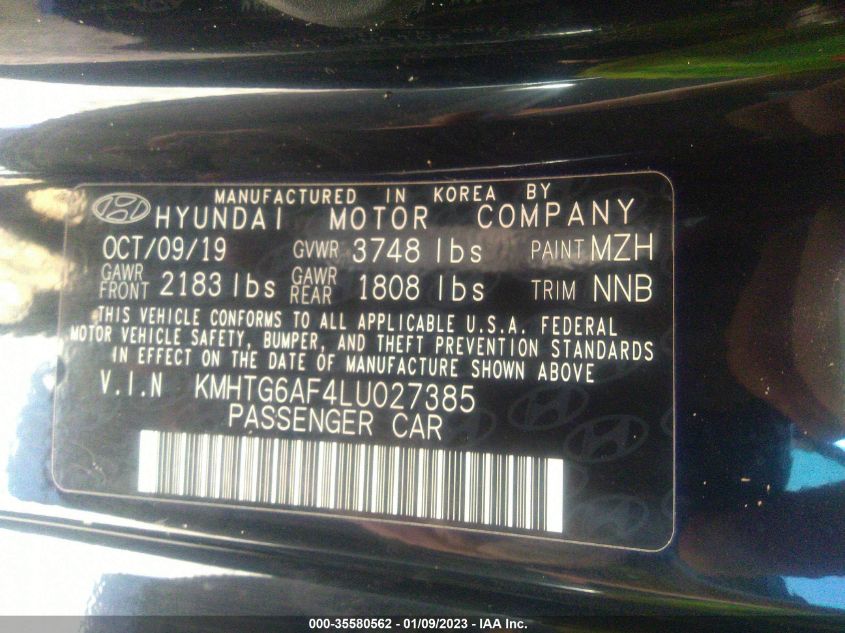 MANUFACTURED IN KOREA BY
HYUNDAI MOTOR COMPANY
OCT/09/19 GVWR 3748 lbs PAINT MZH
GAWR FRONT 2183 lbs GAWR REAR 1808 lbs TRIM NNB
THIS VEHICLE CONFORMS TO ALL APPLICABLE U.S.A. FEDERAL
MOTOR VEHICLE SAFETY, BUMPER, AND THEFT PREVENTION STANDARDS
IN EFFECT ON THE DATE OF MANUFACTURE SHOWN ABOVE
V.I.N KMHTG6AF4LU027385
PASSENGER CAR
000-35580562 - 01/09/2023 - IAA Inc.